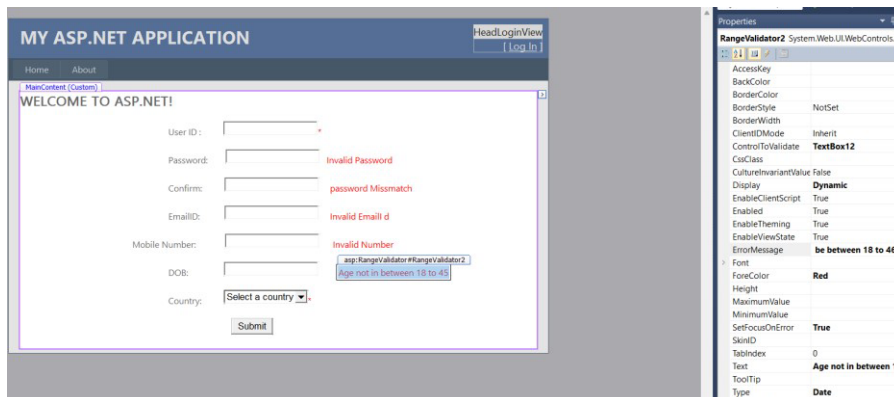 MY ASP.NET APPLICATION
HeadLoginView
[ Log In ]
Home About
MainContent (Custom)
WELCOME TO ASP.NET!
User ID : *
Password: Invalid Password
Confirm: password Missmatch
EmailID: Invalid EmailI d
Mobile Number: Invalid Number
asp:RangeValidator#RangeValidator2
DOB: Age not in between 18 to 45
Country: Select a country *
Submit
Properties
RangeValidator2 System.Web.UI.WebControls.
AccessKey
BackColor
BorderColor
BorderStyle NotSet
BorderWidth
ClientIDMode Inherit
ControlToValidate TextBox12
CssClass
CultureInvariantValue False
Display Dynamic
EnableClientScript True
Enabled True
EnableTheming True
EnableViewState True
ErrorMessage be between 18 to 46
Font
ForeColor Red
Height
MaximumValue
MinimumValue
SetFocusOnError True
SkinID
TabIndex 0
Text Age not in between 1
ToolTip
Type Date